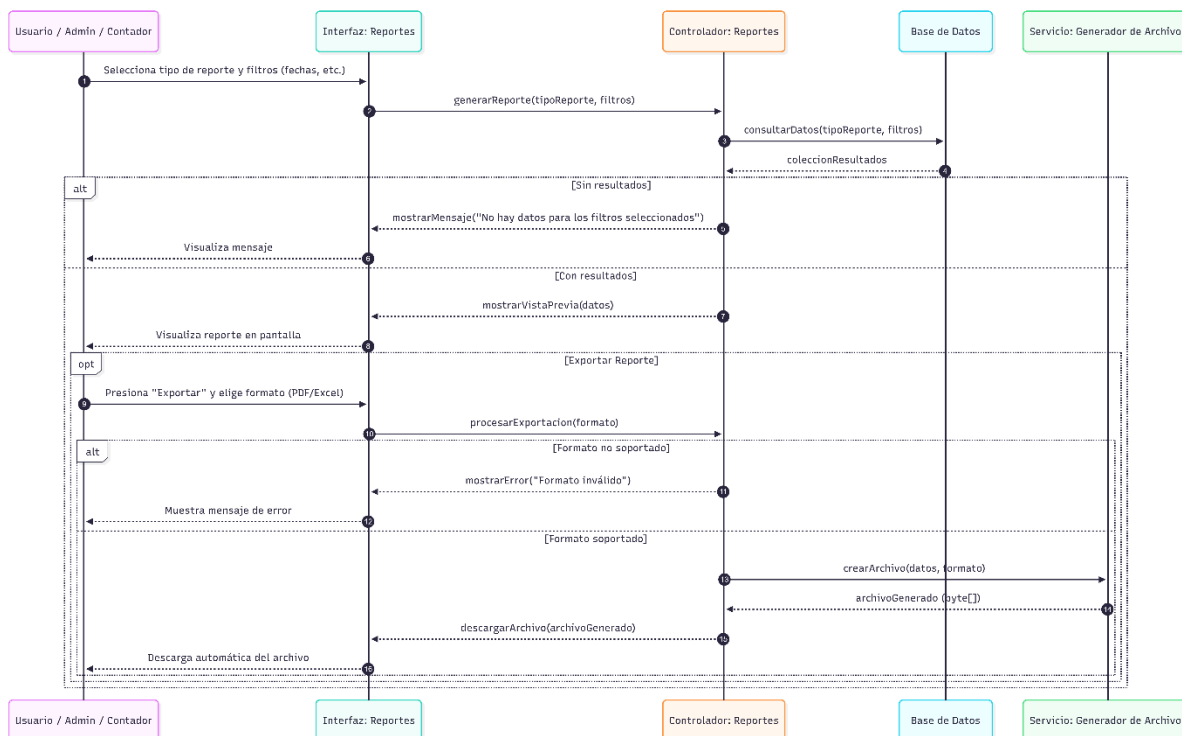 Usuario / Admin / Contador
Interfaz: Reportes
Controlador: Reportes
Base de Datos
Servicio: Generador de Archivo
Selecciona tipo de reporte y filtros (fechas, etc.)
1
2
generarReporte(tipoReporte, filtros)
3
consultarDatos(tipoReporte, filtros)
coleccionResultados
4
alt
[Sin resultados]
mostrarMensaje("No hay datos para los filtros seleccionados")
5
Visualiza mensaje
6
[Con resultados]
mostrarVistaPrevia(datos)
7
Visualiza reporte en pantalla
8
opt
[Exportar Reporte]
Presiona "Exportar" y elige formato (PDF/Excel)
9
10
procesarExportacion(formato)
alt
[Formato no soportado]
mostrarError("Formato inválido")
11
Muestra mensaje de error
12
[Formato soportado]
crearArchivo(datos, formato)
13
archivoGenerado (byte[])
14
descargarArchivo(archivoGenerado)
15
Descarga automática del archivo
16
Usuario / Admin / Contador
Interfaz: Reportes
Controlador: Reportes
Base de Datos
Servicio: Generador de Archivo